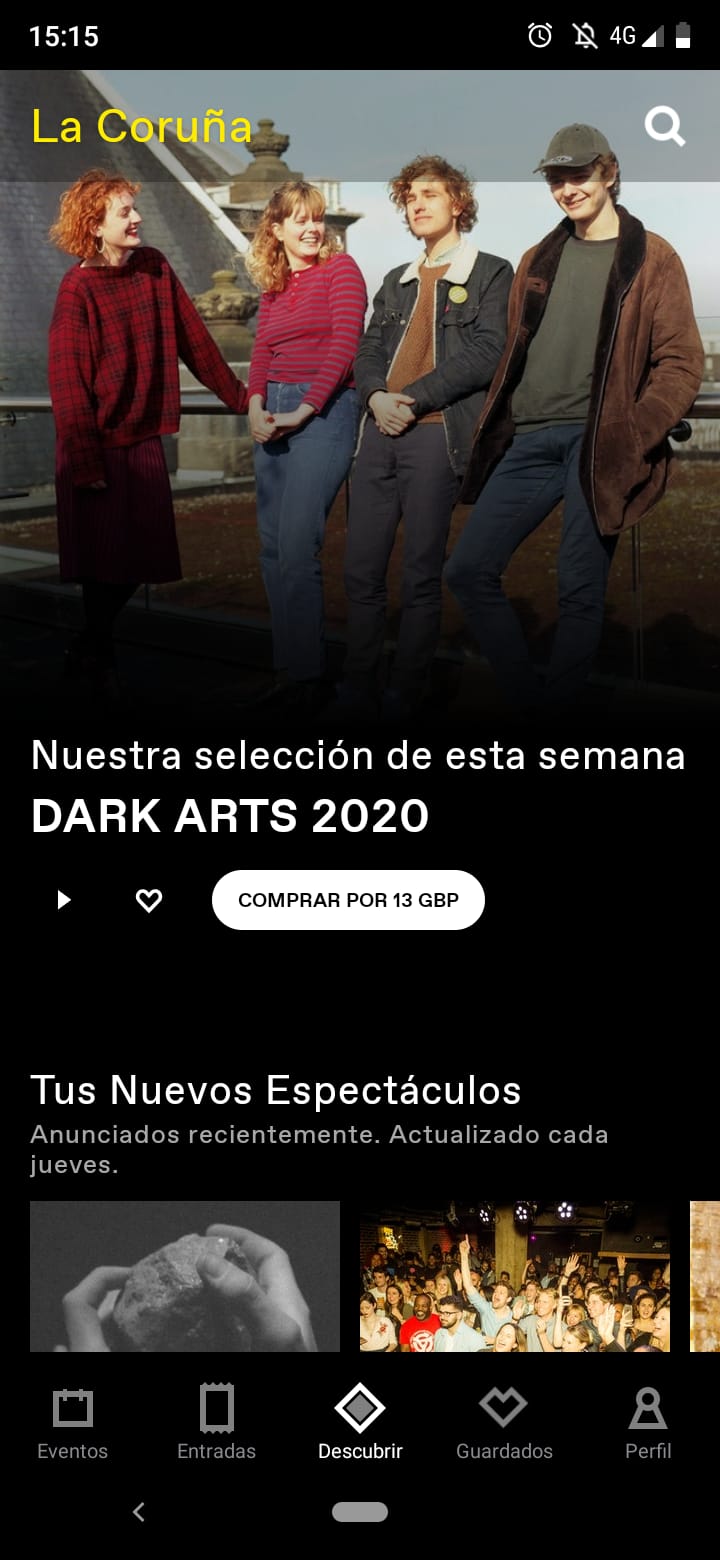 15:15
4G
La Coruña
Nuestra selección de esta semana
DARK ARTS 2020
COMPRAR POR 13 GBP
Tus Nuevos Espectáculos
Anunciados recientemente. Actualizado cada
jueves.
Eventos
Entradas
Descubrir
Guardados
Perfil